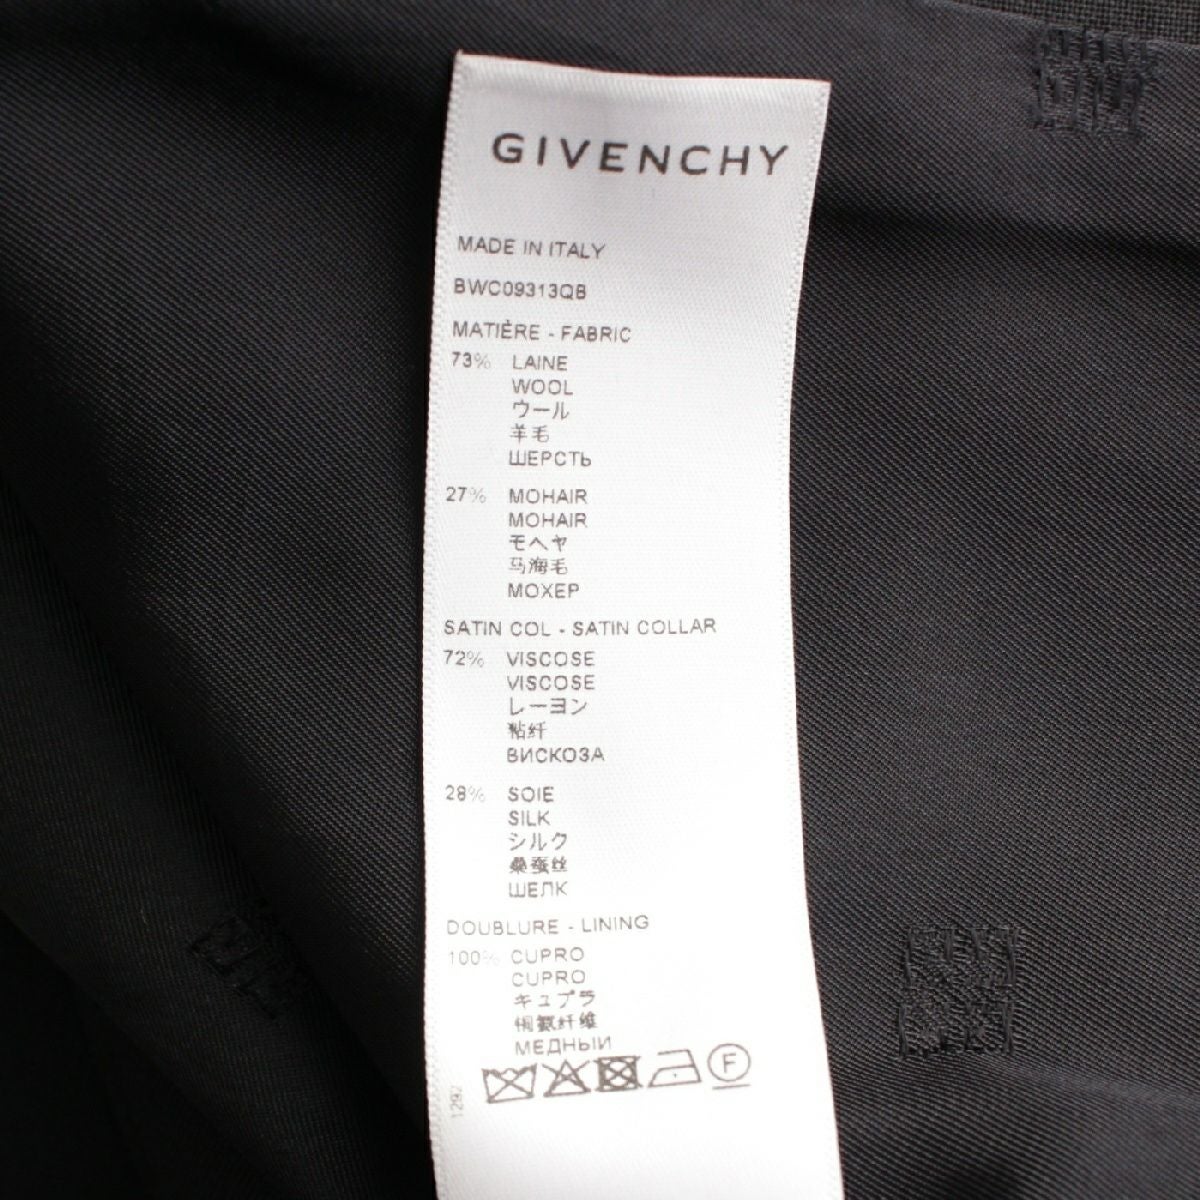 GIVENCHY
MADE IN ITALY
BWC09313QB
MATIÈRE - FABRIC
73% LAINE
WOOL
ウール
羊毛
ШЕРСТЬ
27% MOHAIR
MOHAIR
モヘヤ
马海毛
МОХЕР
SATIN COL - SATIN COLLAR
72% VISCOSE
VISCOSE
レーヨン
粘纤
ВИСКОЗА
28% SOIE
SILK
シルク
桑蚕丝
ШЕЛК
DOUBLURE - LINING
100% CUPRO
CUPRO
キュプラ
铜氨纤维
МЕДНЫЙ
F
1292